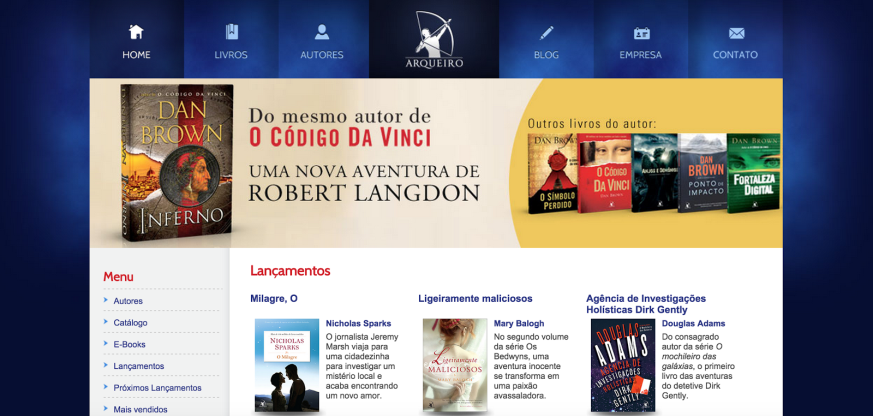 HOME
LIVROS
AUTORES
ARQUEIRO
BLOG
EMPRESA
CONTATO
DAN
BROWN
INFERNO
Do mesmo autor de
O CÓDIGO DA VINCI
UMA NOVA AVENTURA DE
ROBERT LANGDON
Outros livros do autor:
DAN BROWN
O SÍMBOLO
PERDIDO
O CÓDIGO
DA VINCI
ANJOS E DEMÔNIOS
DAN
BROWN
PONTO DE
IMPACTO
DAN BROWN
FORTALEZA
DIGITAL
Menu
Autores
Catálogo
E-Books
Lançamentos
Próximos Lançamentos
Mais vendidos
Lançamentos
Milagre, O
NICHOLAS
SPARKS
O Milagre
Nicholas Sparks
O jornalista Jeremy
Marsh viaja para
uma cidadezinha
para investigar um
mistério local e
acaba encontrando
um novo amor.
Ligeiramente maliciosos
Ligeiramente
MALICIOSOS
Mary Balogh
No segundo volume
da série Os
Bedwyns, uma
aventura inocente
se transforma em
uma paixão
avassaladora.
Agência de Investigações
Holísticas Dirk Gently
DOUGLAS
ADAMS
AGÊNCIA DE
INVESTIGAÇÕES
HOLÍSTICAS
DIRK
GENTLY
Douglas Adams
Do consagrado
autor da série O
mochileiro das
galáxias, o primeiro
livro das aventuras
do detetive Dirk
Gently.